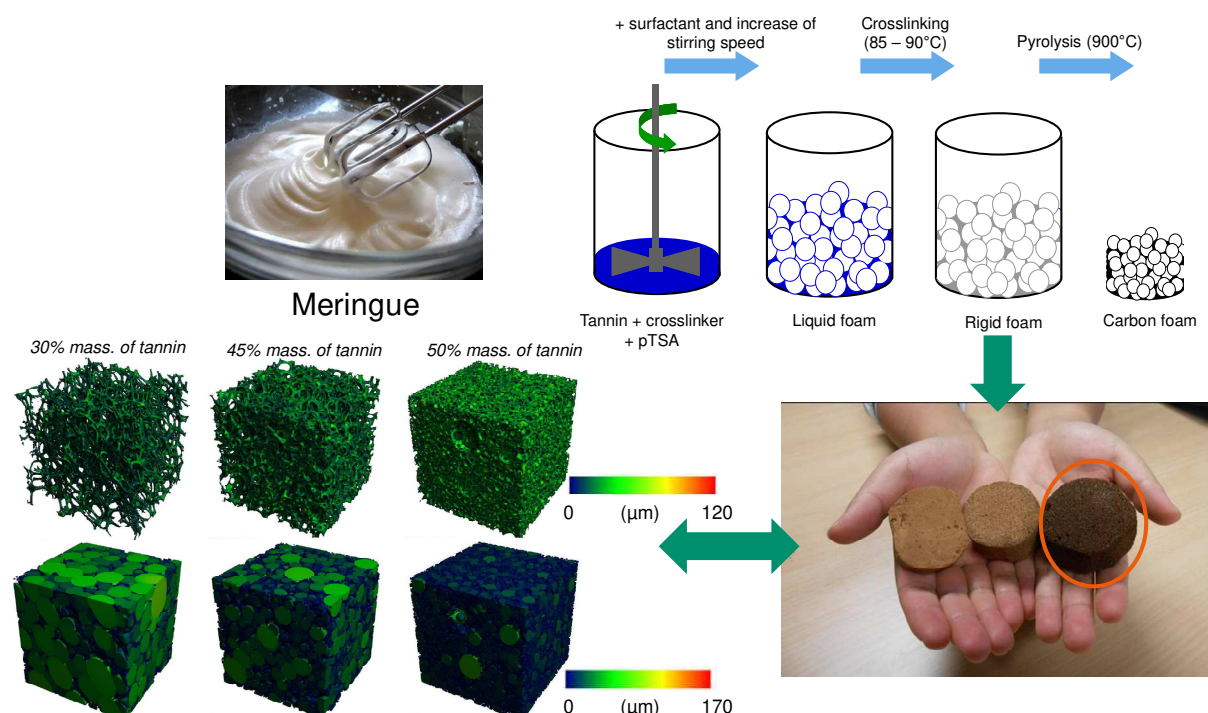 + surfactant and increase of
stirring speed
Crosslinking
(85 – 90°C)
Pyrolysis (900°C)
Meringue
Tannin + crosslinker
+ pTSA
Liquid foam
Rigid foam
Carbon foam
30% mass. of tannin
45% mass. of tannin
50% mass. of tannin
0 (µm) 120
0 (µm) 170